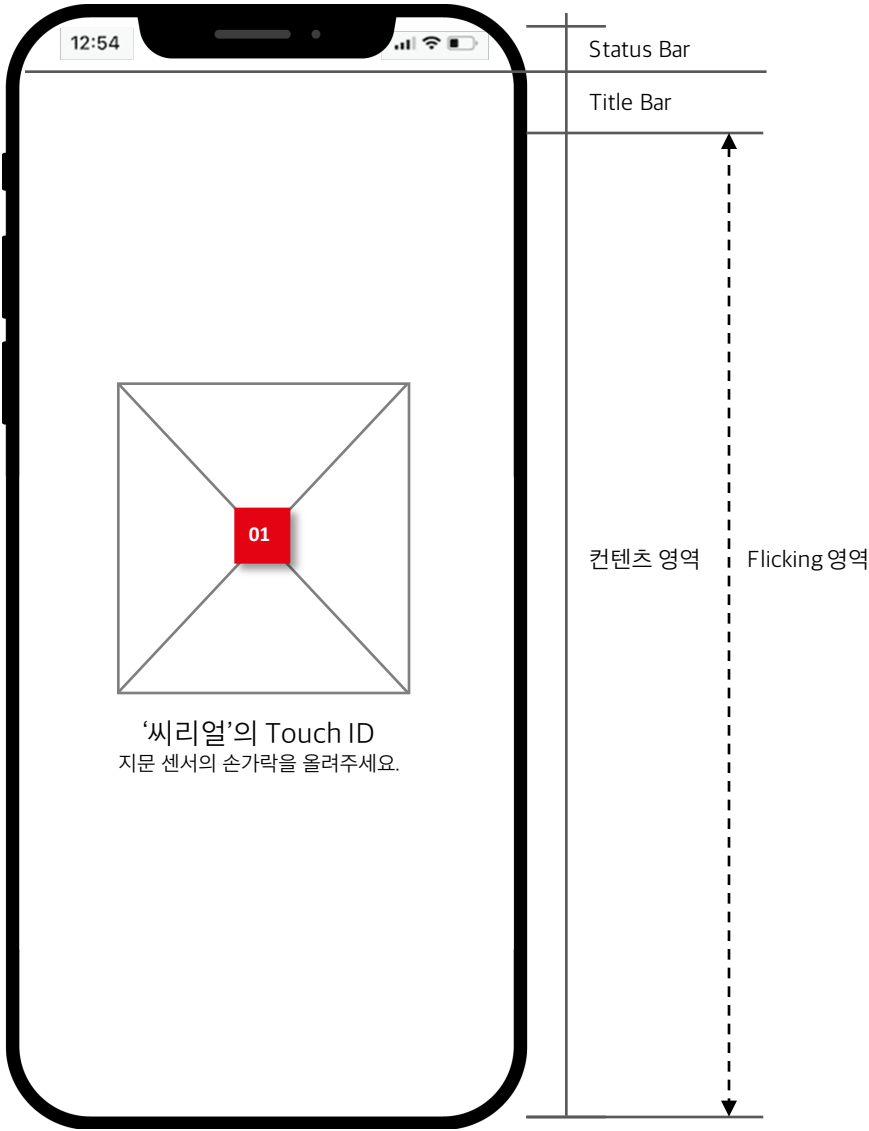 12:54
Status Bar
Title Bar
01
컨텐츠 영역
Flicking 영역
‘씨리얼’의 Touch ID
지문 센서의 손가락을 올려주세요.